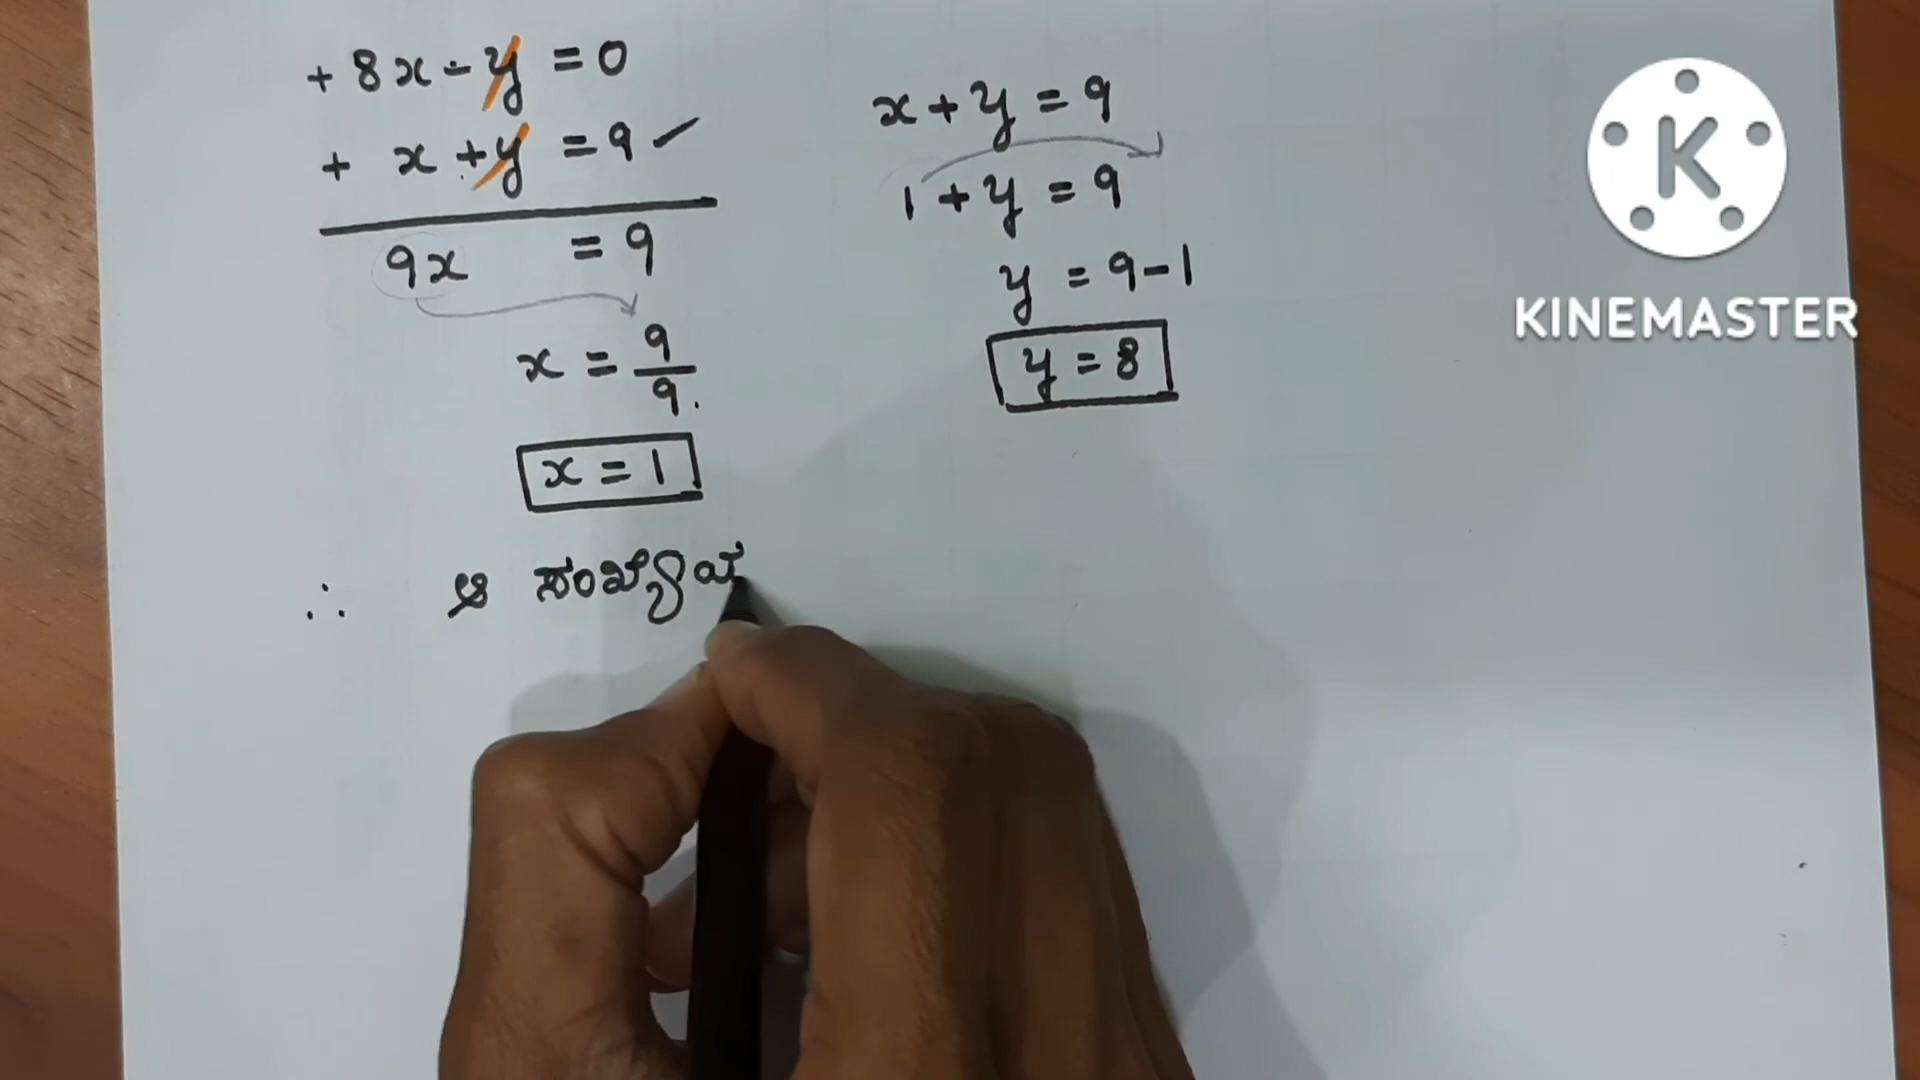 + 8x - y = 0
+ x + y = 9 ✓
9x = 9
x = 9/9.
x = 1
x + y = 9
1 + y = 9
y = 9 - 1
y = 8
∴ ಆ ಸಂಖ್ಯೆಯ
K
KINEMASTER